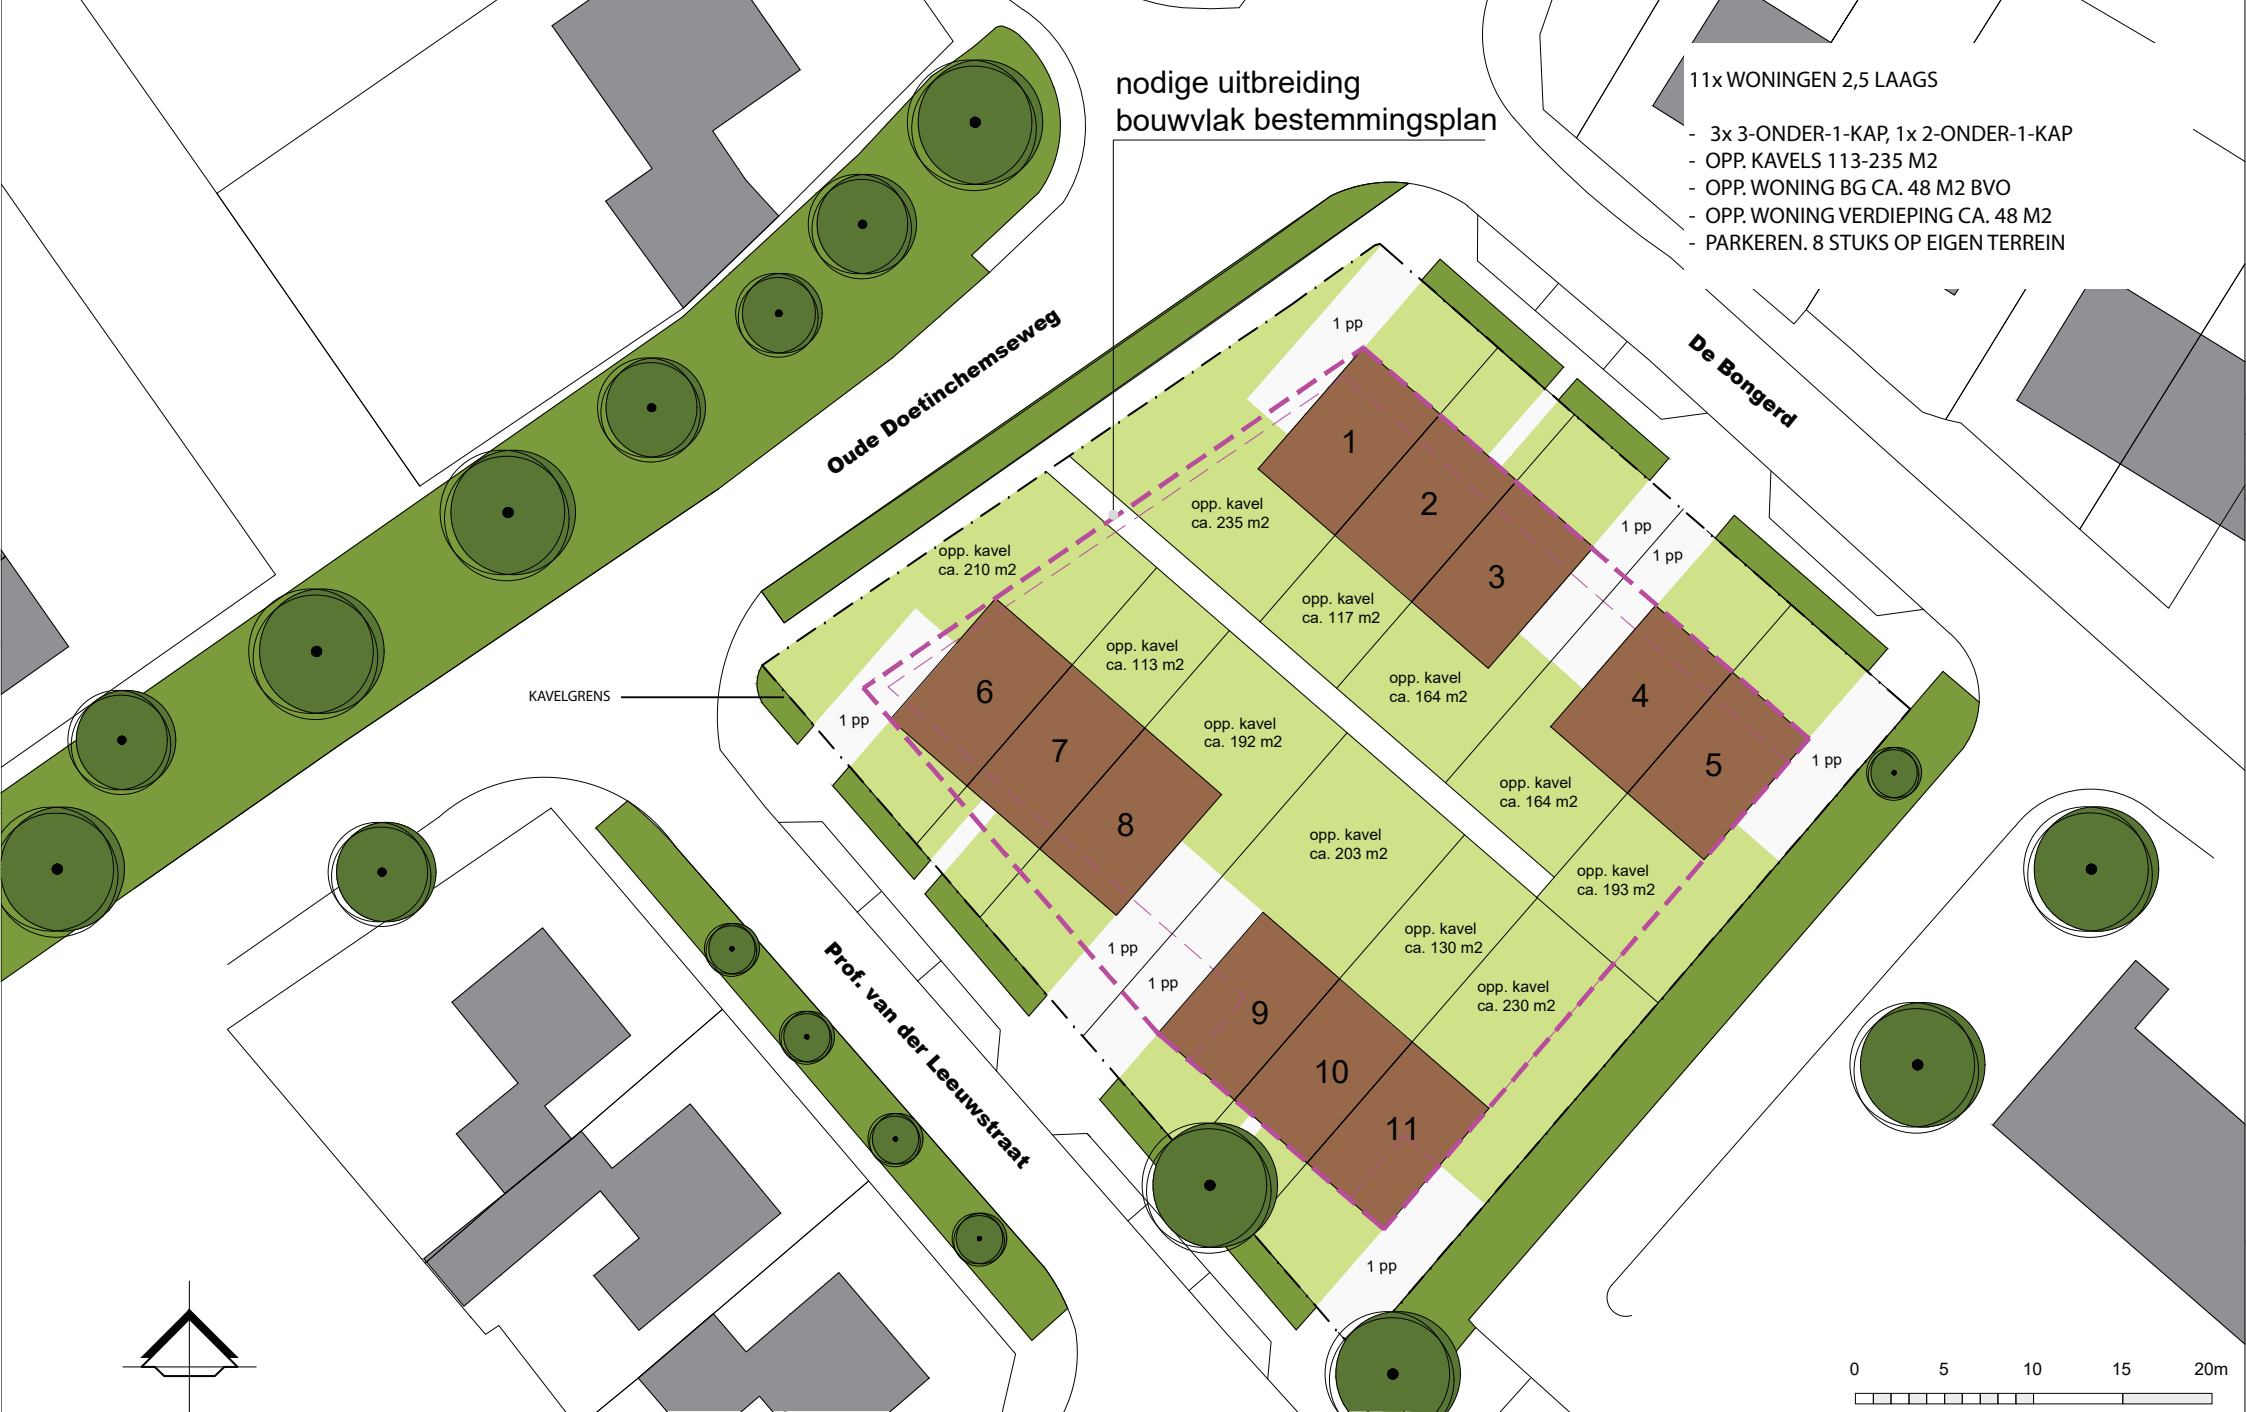 nodige uitbreiding
bouwvlak bestemmingsplan
11x WONINGEN 2,5 LAAGS
- 3x 3-ONDER-1-KAP, 1x 2-ONDER-1-KAP
- OPP. KAVELS 113-235 M2
- OPP. WONING BG CA. 48 M2 BVO
- OPP. WONING VERDIEPING CA. 48 M2
- PARKEREN. 8 STUKS OP EIGEN TERREIN
Oude Doetinchemseweg
De Bongerd
1 pp
1
2
3
opp. kavel
ca. 235 m2
1 pp
1 pp
opp. kavel
ca. 210 m2
opp. kavel
ca. 117 m2
opp. kavel
ca. 113 m2
opp. kavel
ca. 164 m2
4
5
6
7
8
KAVELGRENS
1 pp
opp. kavel
ca. 192 m2
1 pp
opp. kavel
ca. 164 m2
opp. kavel
ca. 203 m2
opp. kavel
ca. 193 m2
opp. kavel
ca. 130 m2
1 pp
1 pp
opp. kavel
ca. 230 m2
9
10
11
Prof. van der Leeuwstraat
1 pp
0 5 10 15 20m